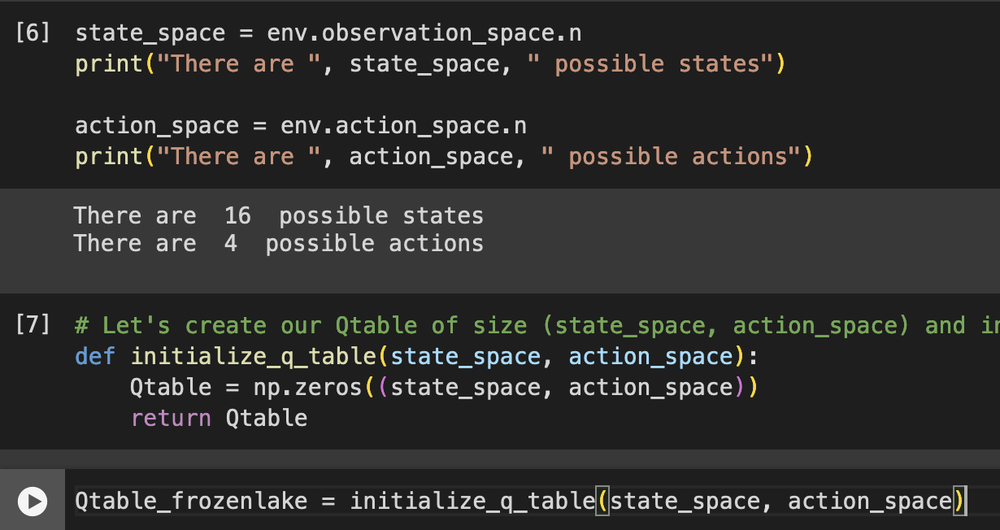 [6] state_space = env.observation_space.n
print("There are ", state_space, " possible states")
action_space = env.action_space.n
print("There are ", action_space, " possible actions")
There are  16  possible states
There are  4  possible actions
[7] # Let's create our Qtable of size (state_space, action_space) and
def initialize_q_table(state_space, action_space):
    Qtable = np.zeros((state_space, action_space))
    return Qtable
Qtable_frozenlake = initialize_q_table(state_space, action_space)